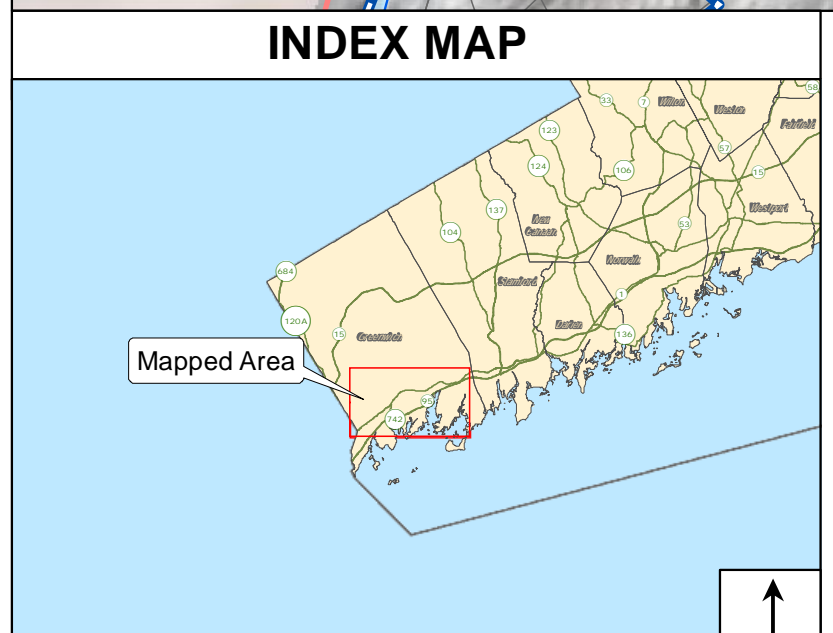 INDEX MAP
58
33
7
Wilton
Weston
Fairfield
123
57
124
106
15
137
Westport
New
Canaan
53
104
Norwalk
684
Stamford
1
120A
Darien
15
Greenwich
136
Mapped Area
95
742